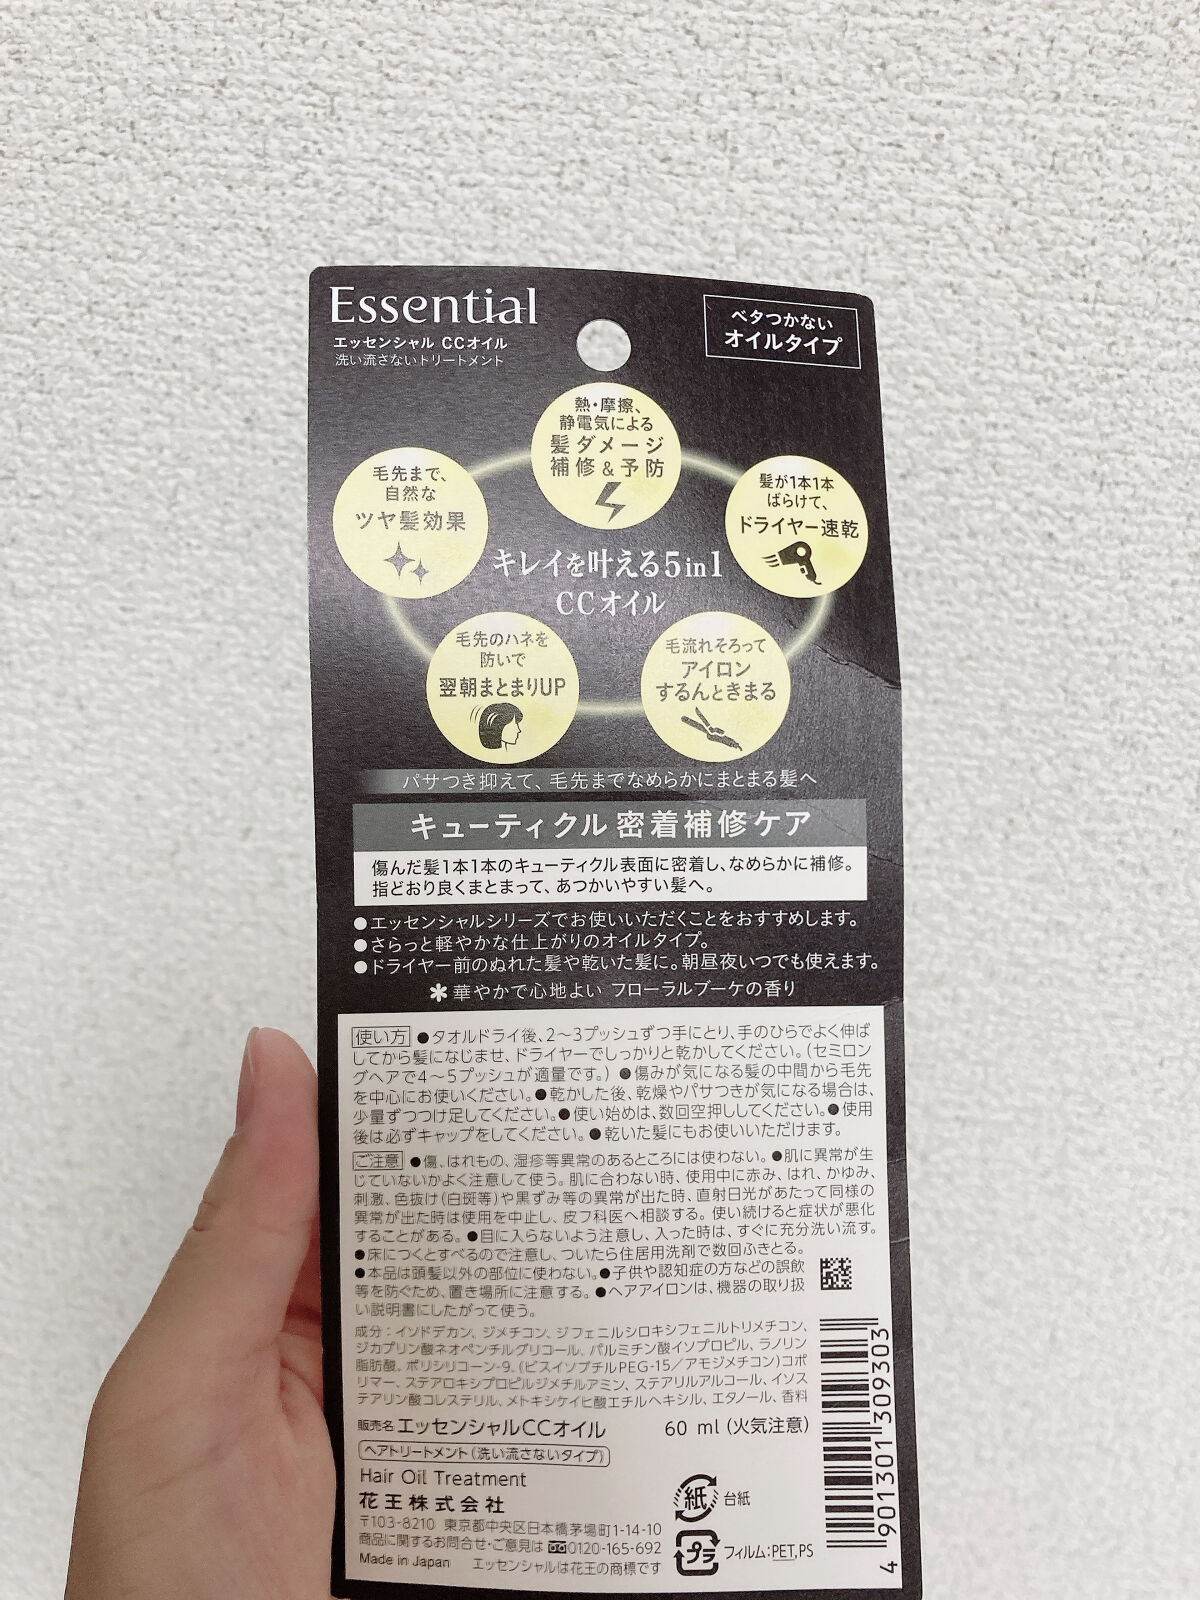 Essential
エッセンシャル CCオイル
洗い流さないトリートメント
ベタつかない
オイルタイプ
熱・摩擦、
静電気による
髪ダメージ
補修＆予防
毛先まで、
自然な
ツヤ髪効果
髪が1本1本
ばらけて、
ドライヤー速乾
キレイを叶える5in1
CCオイル
毛先のハネを
防いで
翌朝まとまりUP
毛流れそろって
アイロン
するんときまる
パサつき抑えて、毛先までなめらかにまとまる髪へ
キューティクル密着補修ケア
傷んだ髪1本1本のキューティクル表面に密着し、なめらかに補修。
指どおり良くまとまって、あつかいやすい髪へ。
●エッセンシャルシリーズでお使いいただくことをおすすめします。
●さらっと軽やかな仕上がりのオイルタイプ。
●ドライヤー前のぬれた髪や乾いた髪に。朝昼夜いつでも使えます。
＊華やかで心地よい フローラルブーケの香り
使い方 ●タオルドライ後、2〜3プッシュずつ手にとり、手のひらでよく伸ば
してから髪になじませ、ドライヤーでしっかりと乾かしてください。（セミロン
グヘアで4〜5プッシュが適量です。）●傷みが気になる髪の中間から毛先
を中心にお使いください。●乾かした後、乾燥やパサつきが気になる場合は、
少量ずつつけ足してください。●使い始めは、数回空押ししてください。●使用
後は必ずキャップをしてください。●乾いた髪にもお使いいただけます。
ご注意 ●傷、はれもの、湿疹等異常のあるところには使わない。●肌に異常が生
じていないかよく注意して使う。肌に合わない時、使用中に赤み、はれ、かゆみ、
刺激、色抜け（白斑等）や黒ずみ等の異常が出た時、直射日光があたって同様の
異常が出た時は使用を中止し、皮フ科医へ相談する。使い続けると症状が悪化
することがある。●目に入らないよう注意し、入った時は、すぐに充分洗い流す。
●床につくとすべるので注意し、ついたら住居用洗剤で数回ふきとる。
●本品は頭髪以外の部位に使わない。●子供や認知症の方などの誤飲
等を防ぐため、置き場所に注意する。●ヘアアイロンは、機器の取り扱
い説明書にしたがって使う。
成分：イソドデカン、ジメチコン、ジフェニルシロキシフェニルトリメチコン、
ジカプリン酸ネオペンチルグリコール、パルミチン酸イソプロピル、ラノリン
脂肪酸、ポリシリコーン-9、（ビスイソブチルPEG-15／アモジメチコン）コポ
リマー、ステアロキシプロピルジメチルアミン、ステアリルアルコール、イソス
テアリン酸コレステリル、メトキシケイヒ酸エチルヘキシル、エタノール、香料
販売名 エッセンシャルCCオイル 60 ml（火気注意）
ヘアトリートメント（洗い流さないタイプ）
Hair Oil Treatment
花王株式会社
〒103-8210 東京都中央区日本橋茅場町1-14-10
商品に関するお問合せ・ご意見は 0120-165-692
Made in Japan エッセンシャルは花王の商標です
紙 台紙
プラ フィルム：PET,PS
4 901301 309303